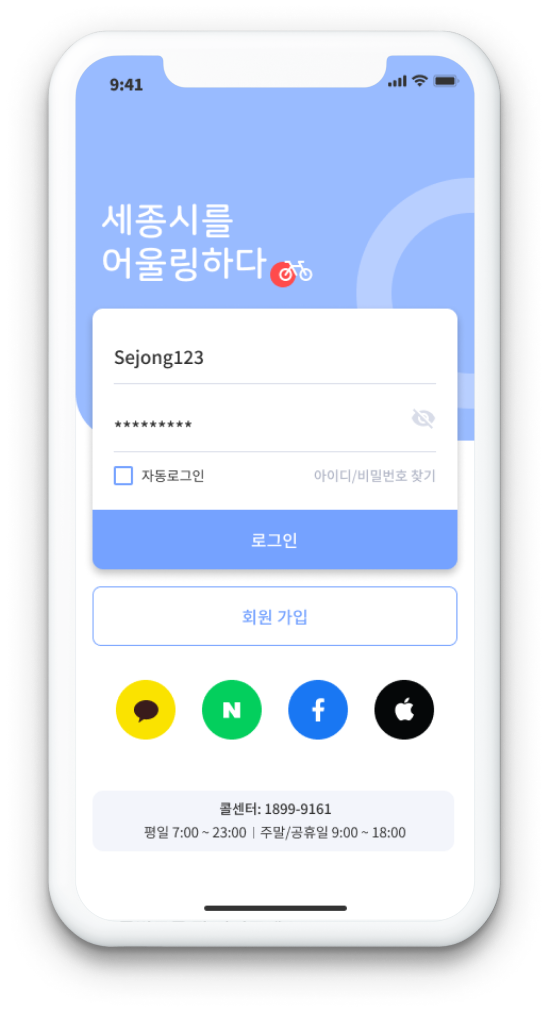 9:41
세종시를
어울링하다
Sejong123
*********
자동로그인 아이디/비밀번호 찾기
로그인
회원 가입
N
콜센터: 1899-9161
평일 7:00 ~ 23:00 | 주말/공휴일 9:00 ~ 18:00